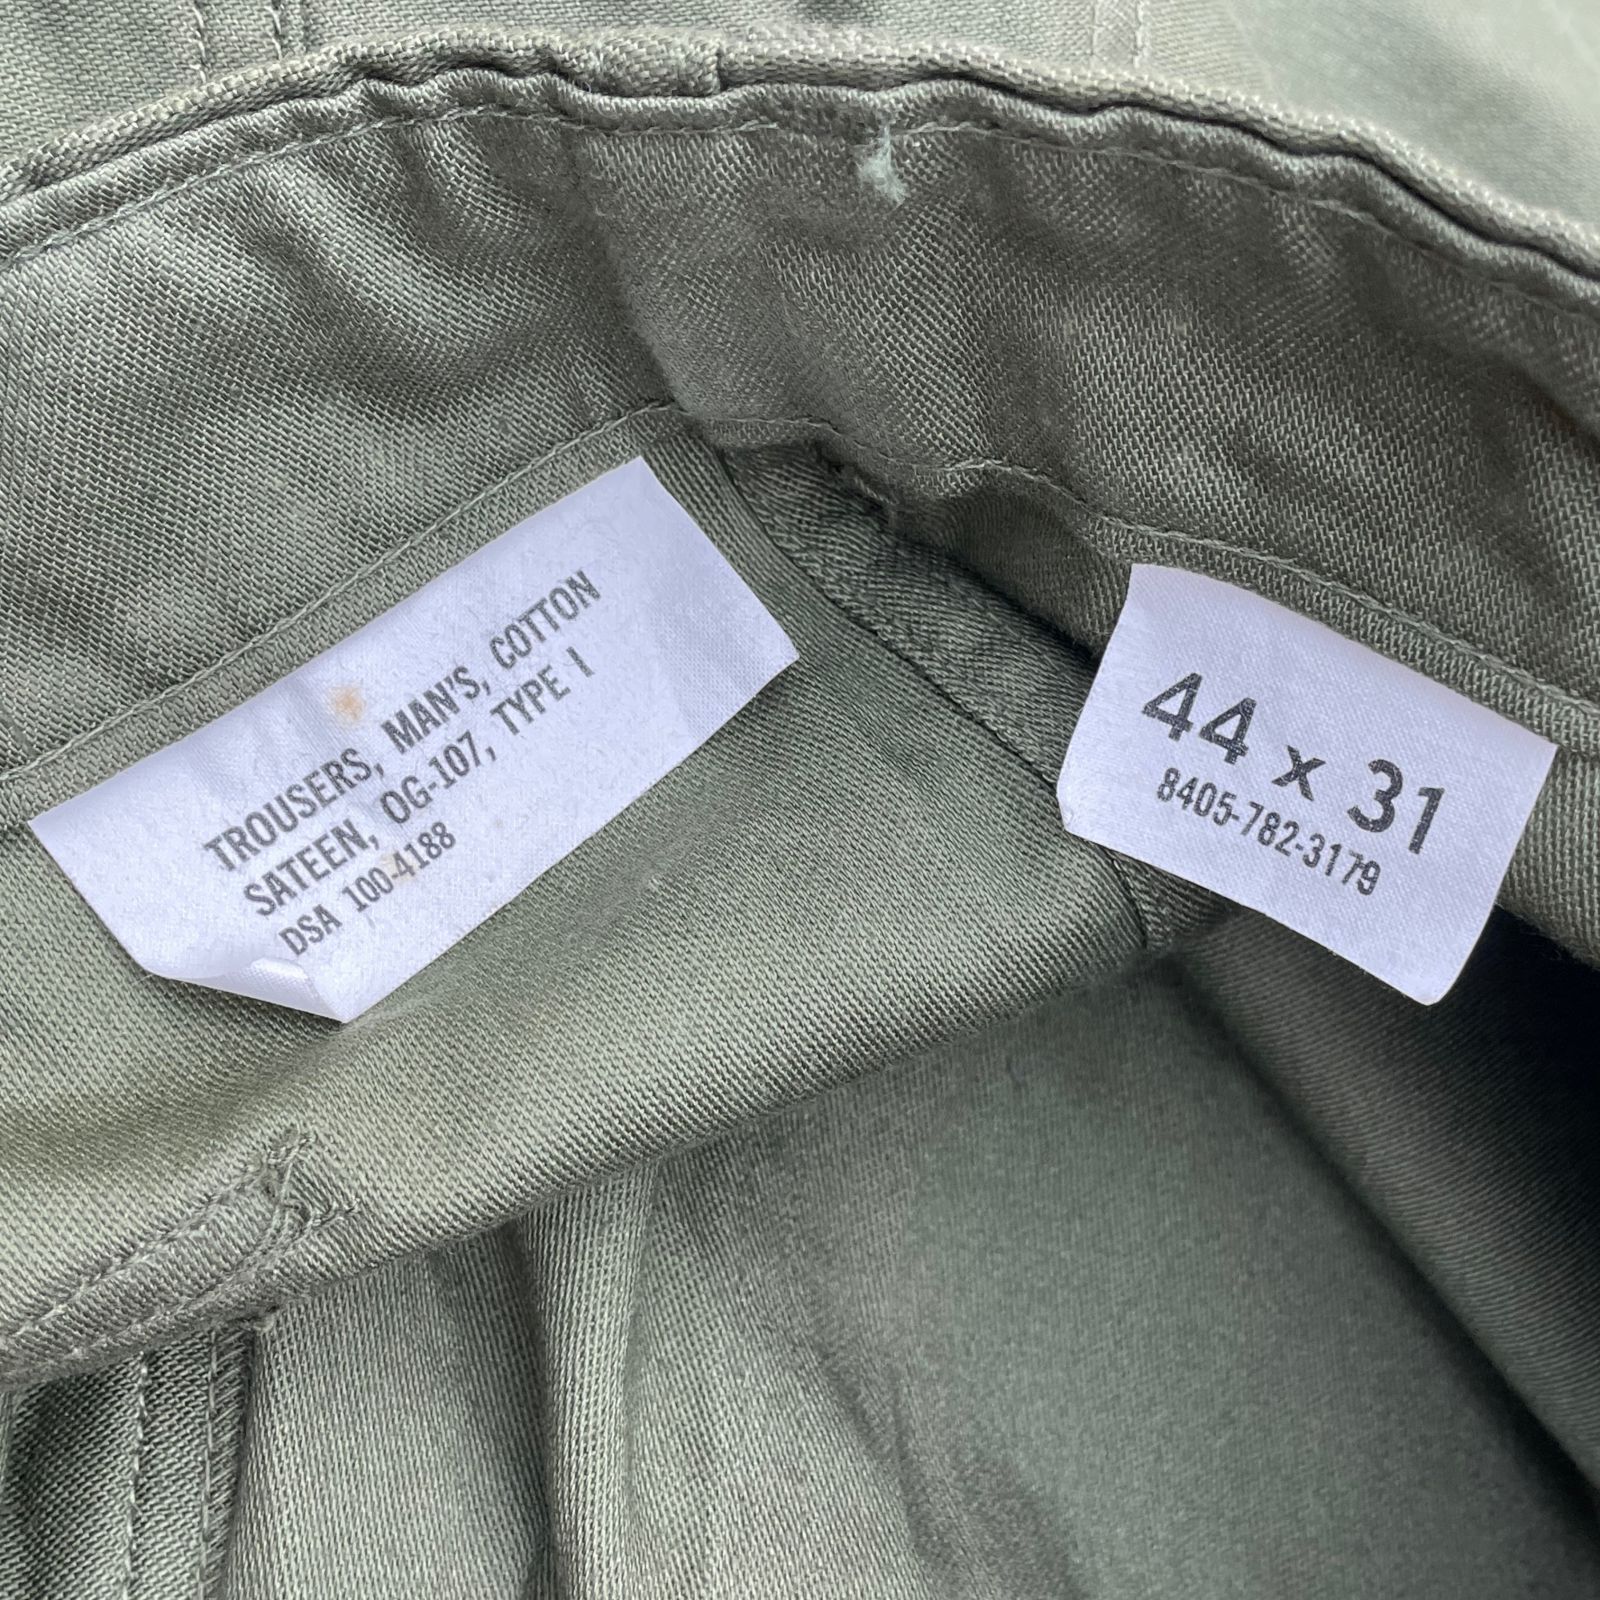 TROUSERS, MAN'S, COTTON
SATEEN, OG-107, TYPE I
DSA 100-4188
44 x 31
8405-782-3179